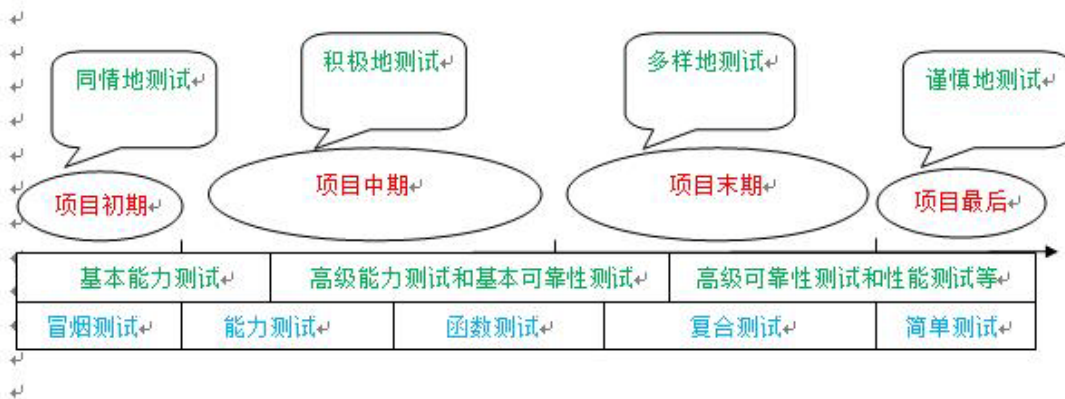 同情地测试
积极地测试
多样地测试
谨慎地测试
项目初期
项目中期
项目末期
项目最后
基本能力测试
高级能力测试和基本可靠性测试
高级可靠性测试和性能测试等
冒烟测试
能力测试
函数测试
复合测试
简单测试